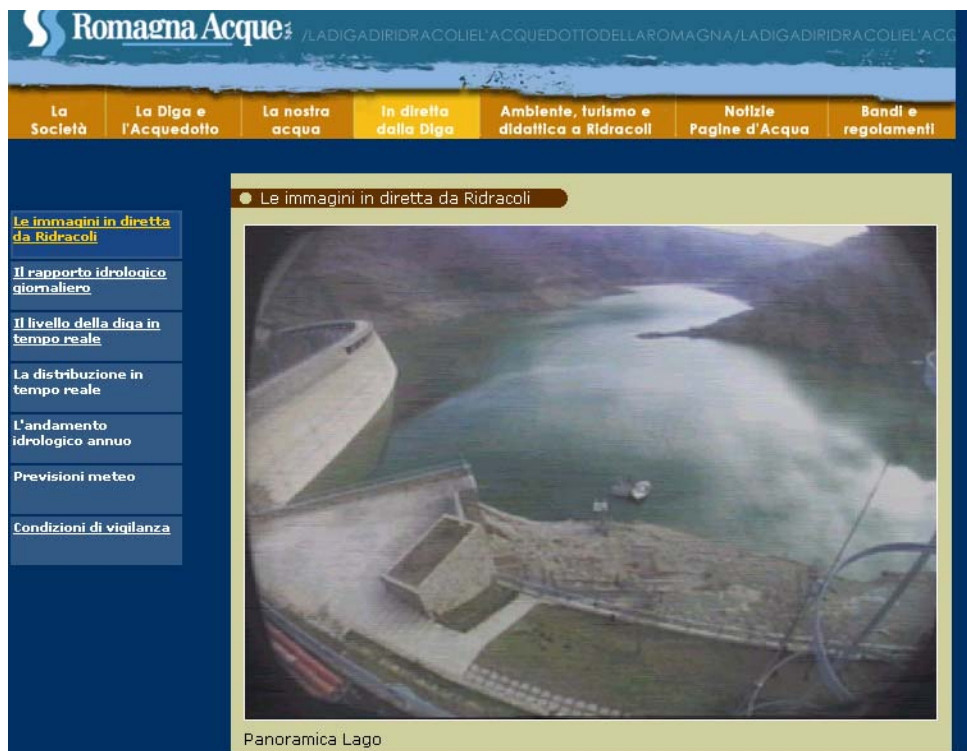 Romagna Acque
/LADIGADIRIDRACOLIEL'ACQUEDOTTODELLAROMAGNA/LADIGADIRIDRACOLIEL'ACQ
La Società
La Diga e l'Acquedotto
La nostra acqua
In diretta dalla Diga
Ambiente, turismo e didattica a Ridracoli
Notizie Pagine d'Acqua
Bandi e regolamenti
Le immagini in diretta da Ridracoli
Le immagini in diretta
da Ridracoli
Il rapporto idrologico
giornaliero
Il livello della diga in
tempo reale
La distribuzione in
tempo reale
L'andamento
idrologico annuo
Previsioni meteo
Condizioni di vigilanza
Panoramica Lago